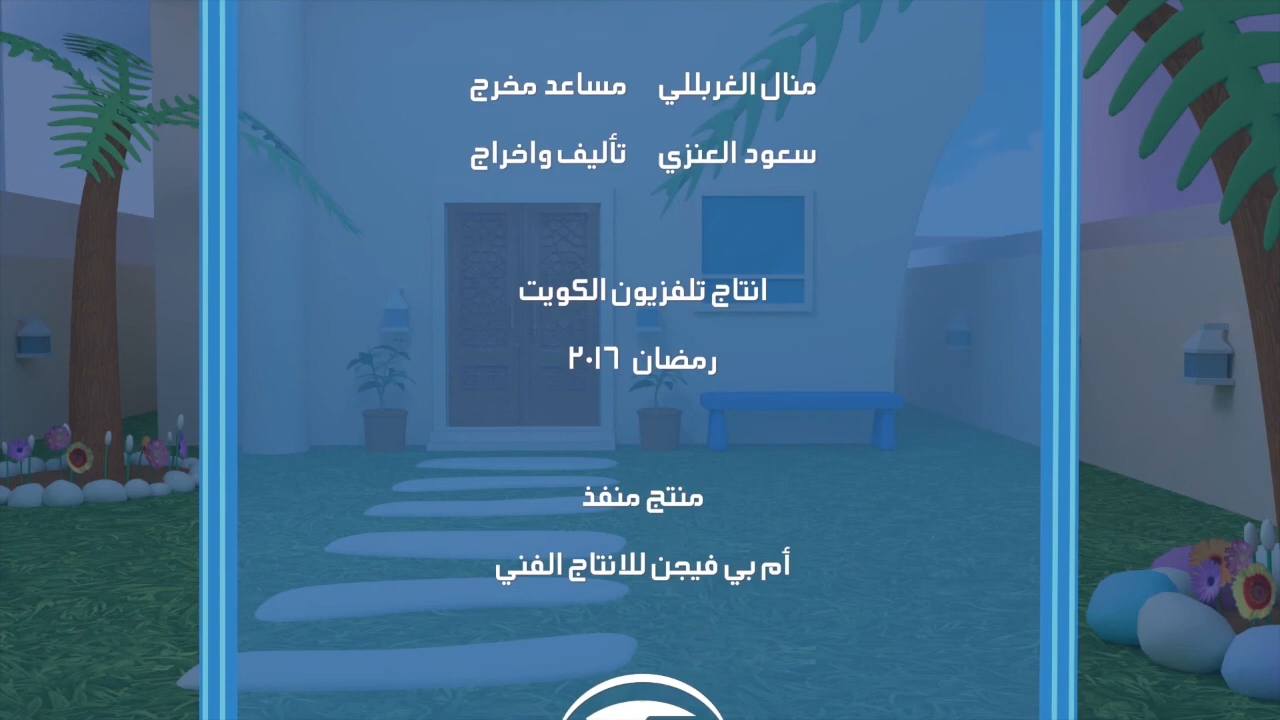 منال الغربللي مساعد مخرج
سعود العنزي تأليف واخراج
انتاج تلفزيون الكويت
رمضان ٢٠١٦
منتج منفذ
أم بي فيجن للانتاج الفني